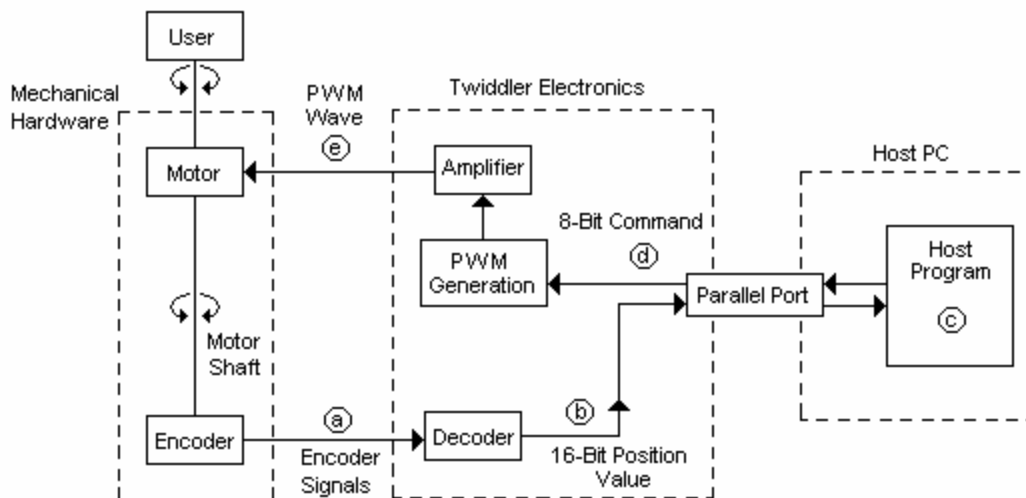 User
Mechanical
Hardware
PWM
Wave
e
Twiddler Electronics
Host PC
Motor
Amplifier
8-Bit Command
d
PWM
Generation
Parallel Port
Host
Program
c
Motor
Shaft
a
b
Encoder
Decoder
Encoder
Signals
16-Bit Position
Value